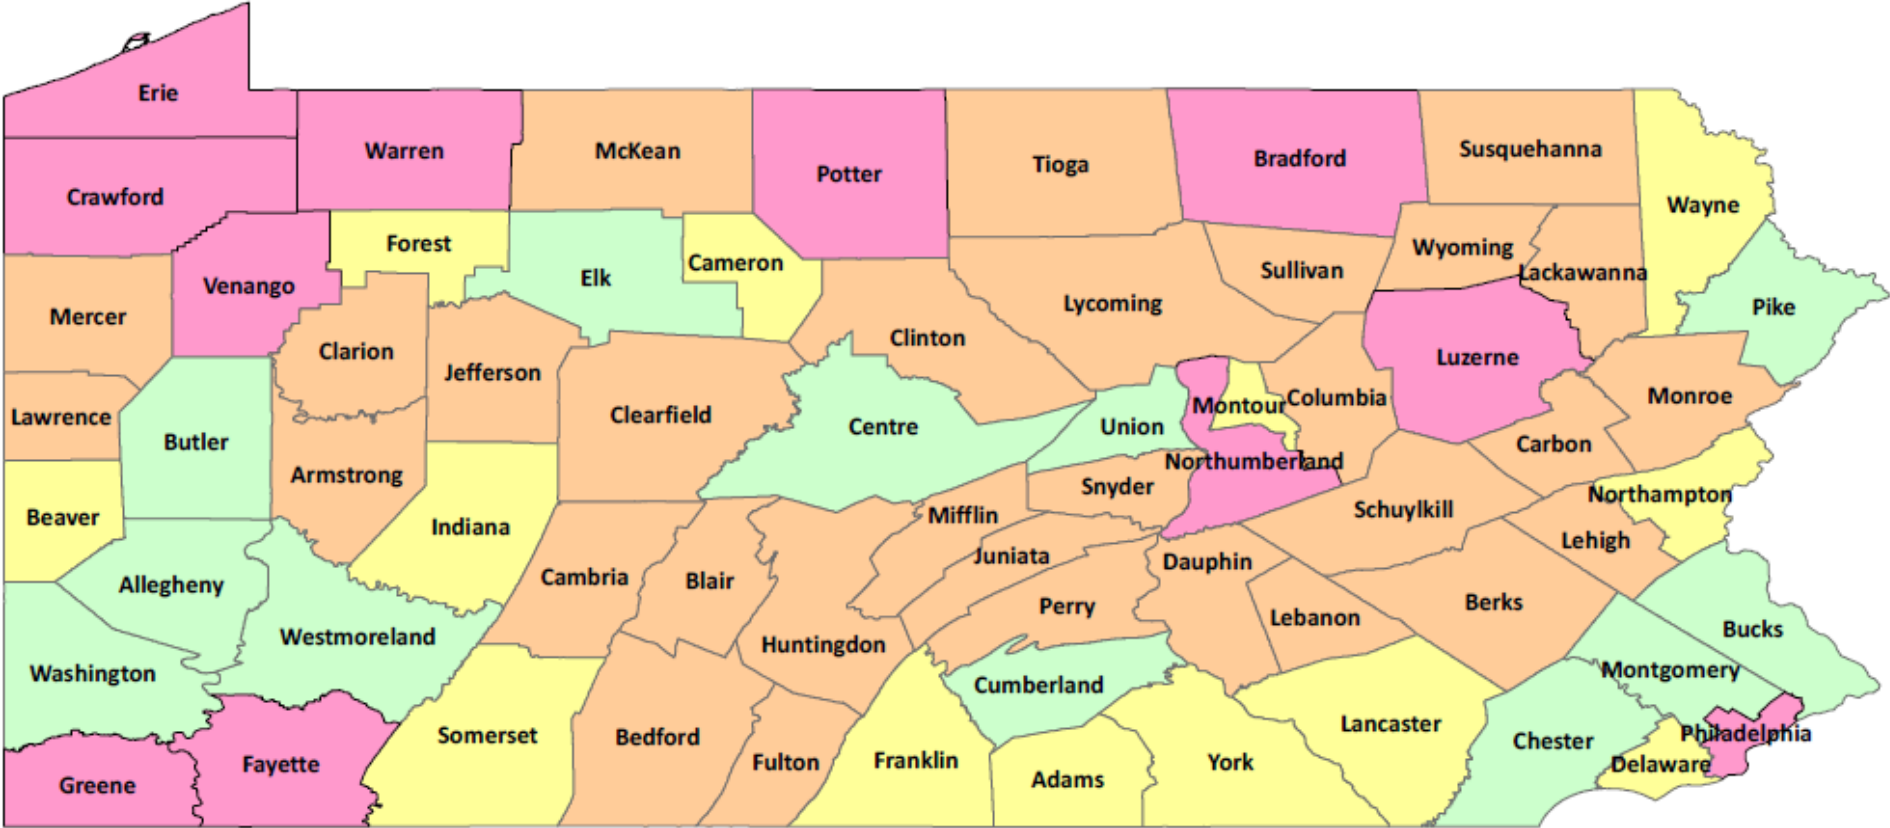 Erie
Warren
McKean
Potter
Tioga
Bradford
Susquehanna
Crawford
Wayne
Forest
Venango
Elk
Cameron
Sullivan
Wyoming
Lackawanna
Mercer
Lycoming
Pike
Clarion
Jefferson
Clinton
Luzerne
Lawrence
Butler
Clearfield
Centre
Union
Montour
Columbia
Monroe
Carbon
Armstrong
Northumberland
Snyder
Beaver
Indiana
Mifflin
Schuylkill
Northampton
Lehigh
Allegheny
Cambria
Blair
Juniata
Dauphin
Westmoreland
Huntingdon
Perry
Lebanon
Berks
Bucks
Washington
Cumberland
Montgomery
Somerset
Bedford
Lancaster
Chester
Philadelphia
Greene
Fayette
Fulton
Franklin
Adams
York
Delaware